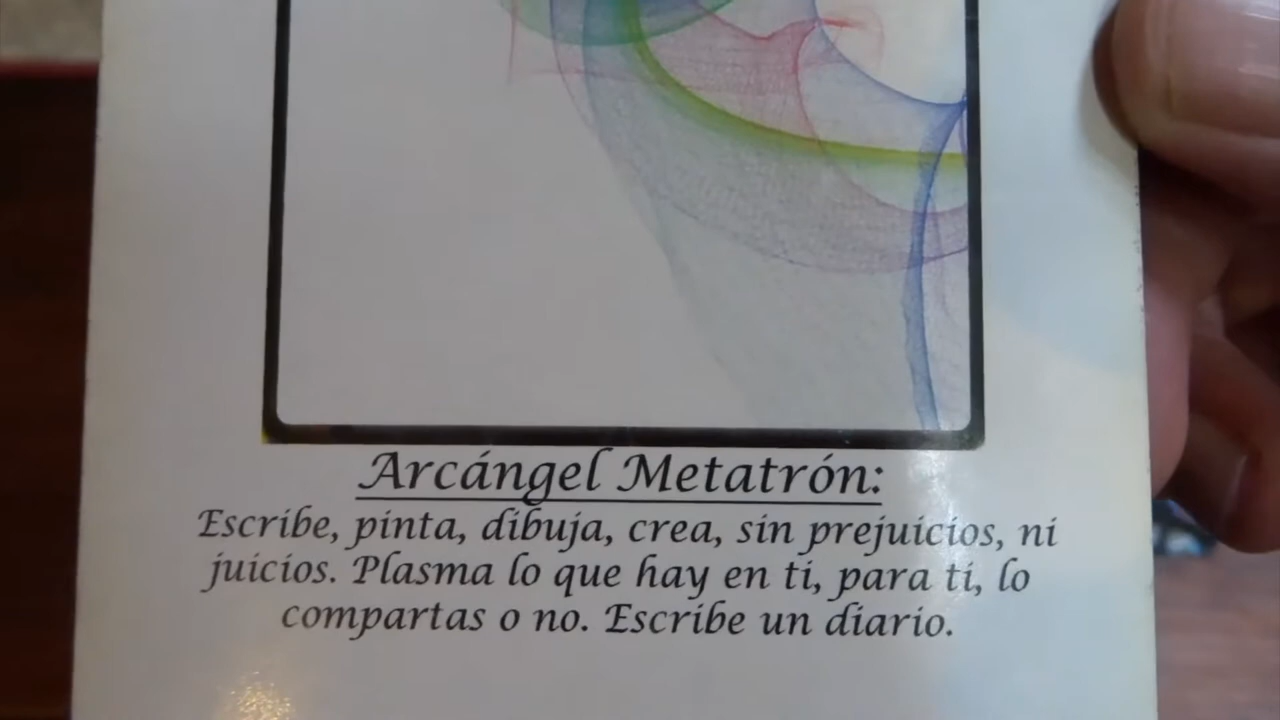 Arcángel Metatrón:
Escribe, pinta, dibuja, crea, sin prejuicios, ni
juicios. Plasma lo que hay en ti, para ti, lo
compartas o no. Escribe un diario.